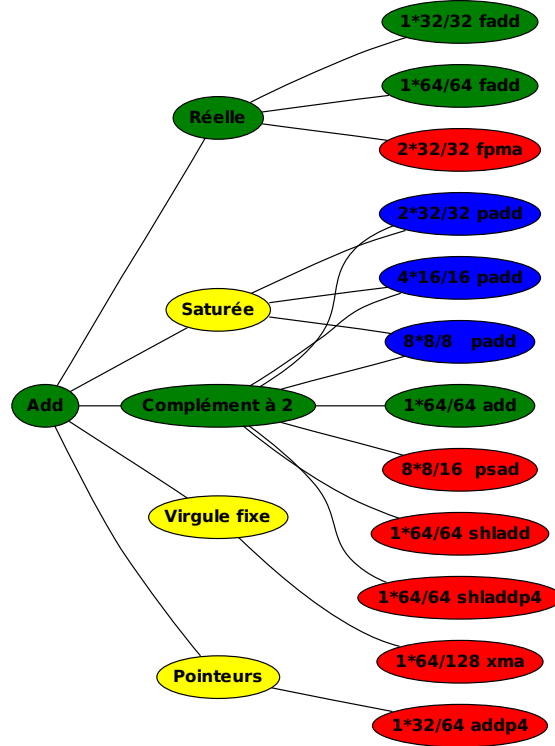 1*32/32 fadd
1*64/64 fadd
Réelle
2*32/32 fpma
2*32/32 padd
4*16/16 padd
Saturée
8*8/8 padd
Add
Complément à 2
1*64/64 add
8*8/16 psad
Virgule fixe
1*64/64 shladd
1*64/64 shladdp4
1*64/128 xma
Pointeurs
1*32/64 addp4